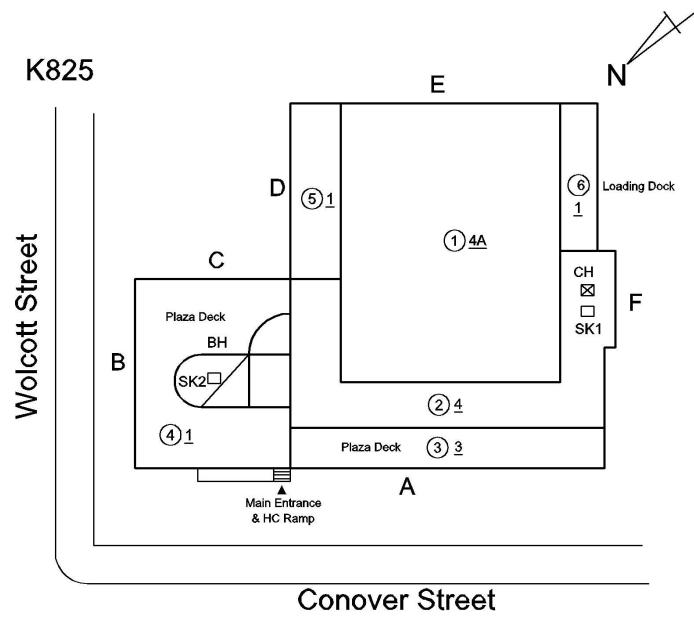 K825
N
E
D
⑤ 1
⑥
1
Loading Dock
① 4A
C
CH
F
SK1
Plaza Deck
BH
B
SK2
Wolcott Street
② 4
④ 1
Plaza Deck
③ 3
A
Main Entrance
& HC Ramp
Conover Street